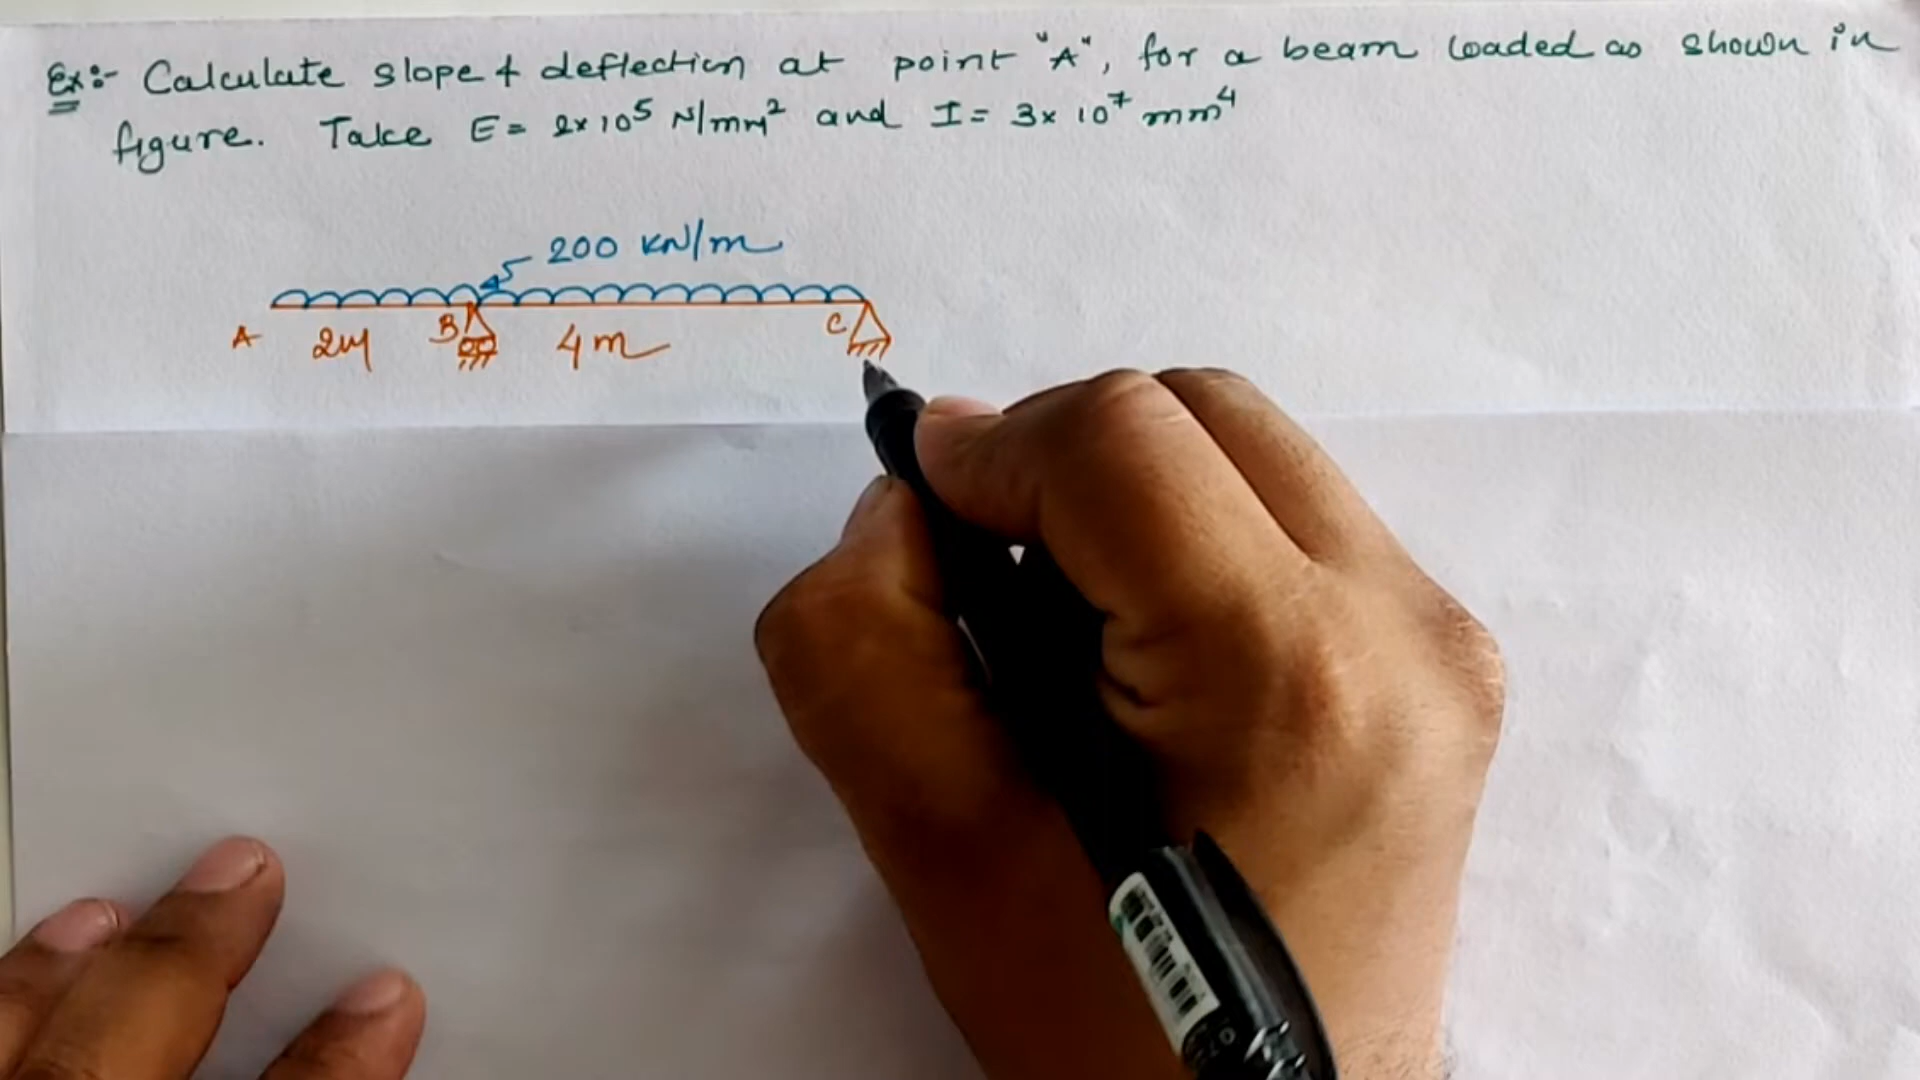 Ex:- Calculate slope & deflection at point "A", for a beam loaded as shown in
figure. Take E = 2×10⁵ N/mm² and I = 3×10⁷ mm⁴
200 kN/m
A 2m B 4m C